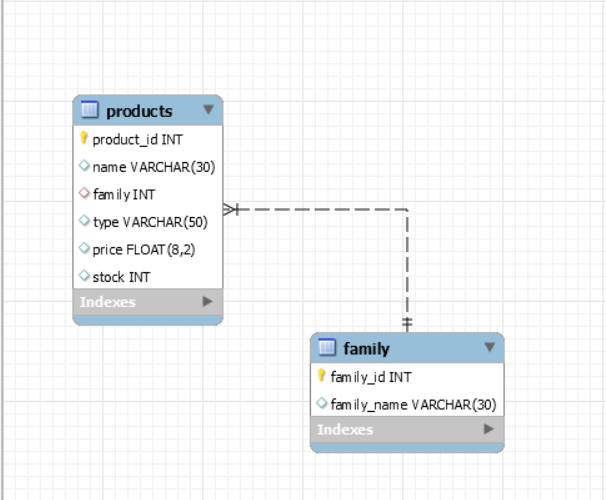 products
product_id INT
name VARCHAR(30)
family INT
type VARCHAR(50)
price FLOAT(8,2)
stock INT
Indexes
family
family_id INT
family_name VARCHAR(30)
Indexes